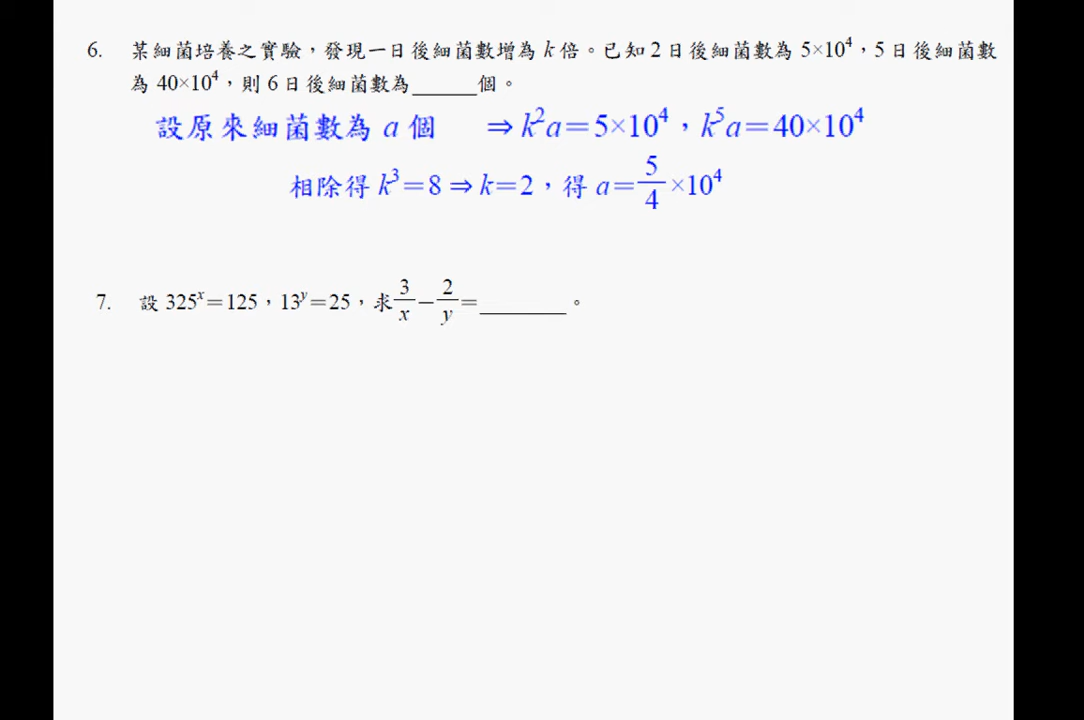 6. 某細菌培養之實驗，發現一日後細菌數增為 k 倍。已知 2 日後細菌數為 5×10⁴，5 日後細菌數
為 40×10⁴，則 6 日後細菌數為______個。
設原來細菌數為 a 個 ⇒ k²a＝5×10⁴，k⁵a＝40×10⁴
相除得 k³＝8 ⇒ k＝2，得 a＝5/4×10⁴
7. 設 325ˣ＝125，13ʸ＝25，求 3/x－2/y＝________。